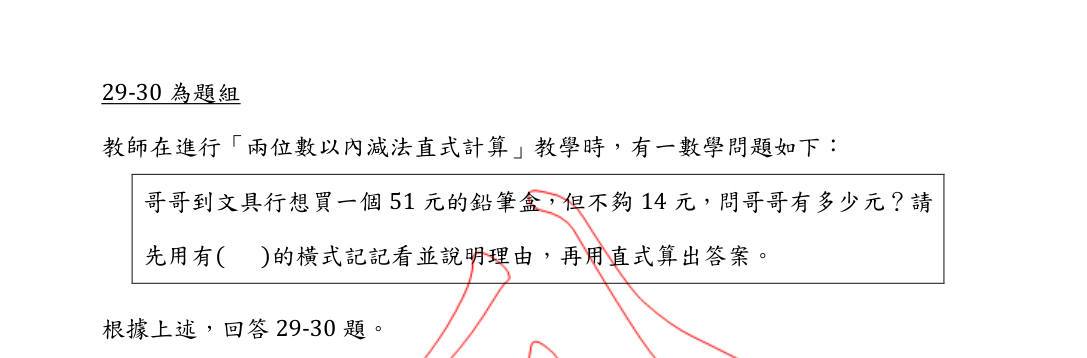 29-30 為題組
教師在進行「兩位數以內減法直式計算」教學時，有一數學問題如下：
哥哥到文具行想買一個 51 元的鉛筆盒，但不夠 14 元，問哥哥有多少元？請
先用有(    )的橫式記記看並說明理由，再用直式算出答案。
根據上述，回答 29-30 題。